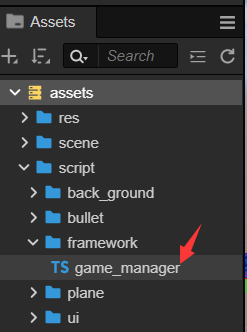 Assets
Search
assets
res
scene
script
back_ground
bullet
framework
TS game_manager
plane
ui